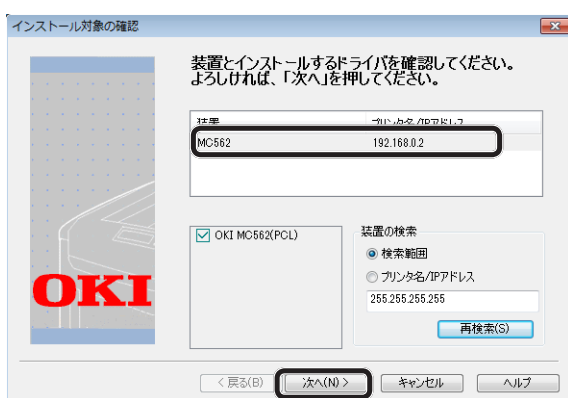 インストール対象の確認
装置とインストールするドライバを確認してください。
よろしければ、「次へ」を押してください。
装置 プリンタ名/IPアドレス
MC562 192.168.0.2
OKI MC562(PCL)
装置の検索
検索範囲
プリンタ名/IPアドレス
255.255.255.255
再検索(S)
OKI
< 戻る(B) 次へ(N) > キャンセル ヘルプ